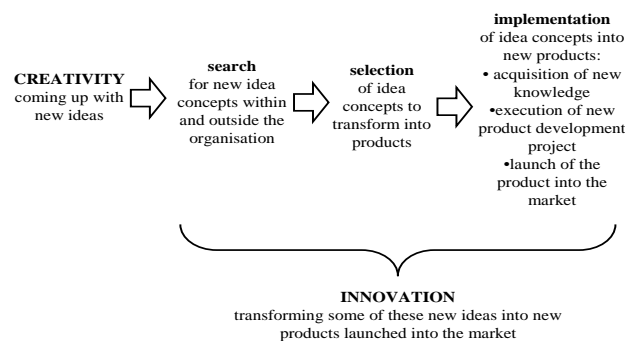 CREATIVITY
coming up with
new ideas
search
for new idea
concepts within
and outside the
organisation
selection
of idea
concepts to
transform into
products
implementation
of idea concepts into
new products:
• acquisition of new
knowledge
•execution of new
product development
project
•launch of the
product into the
market
INNOVATION
transforming some of these new ideas into new
products launched into the market